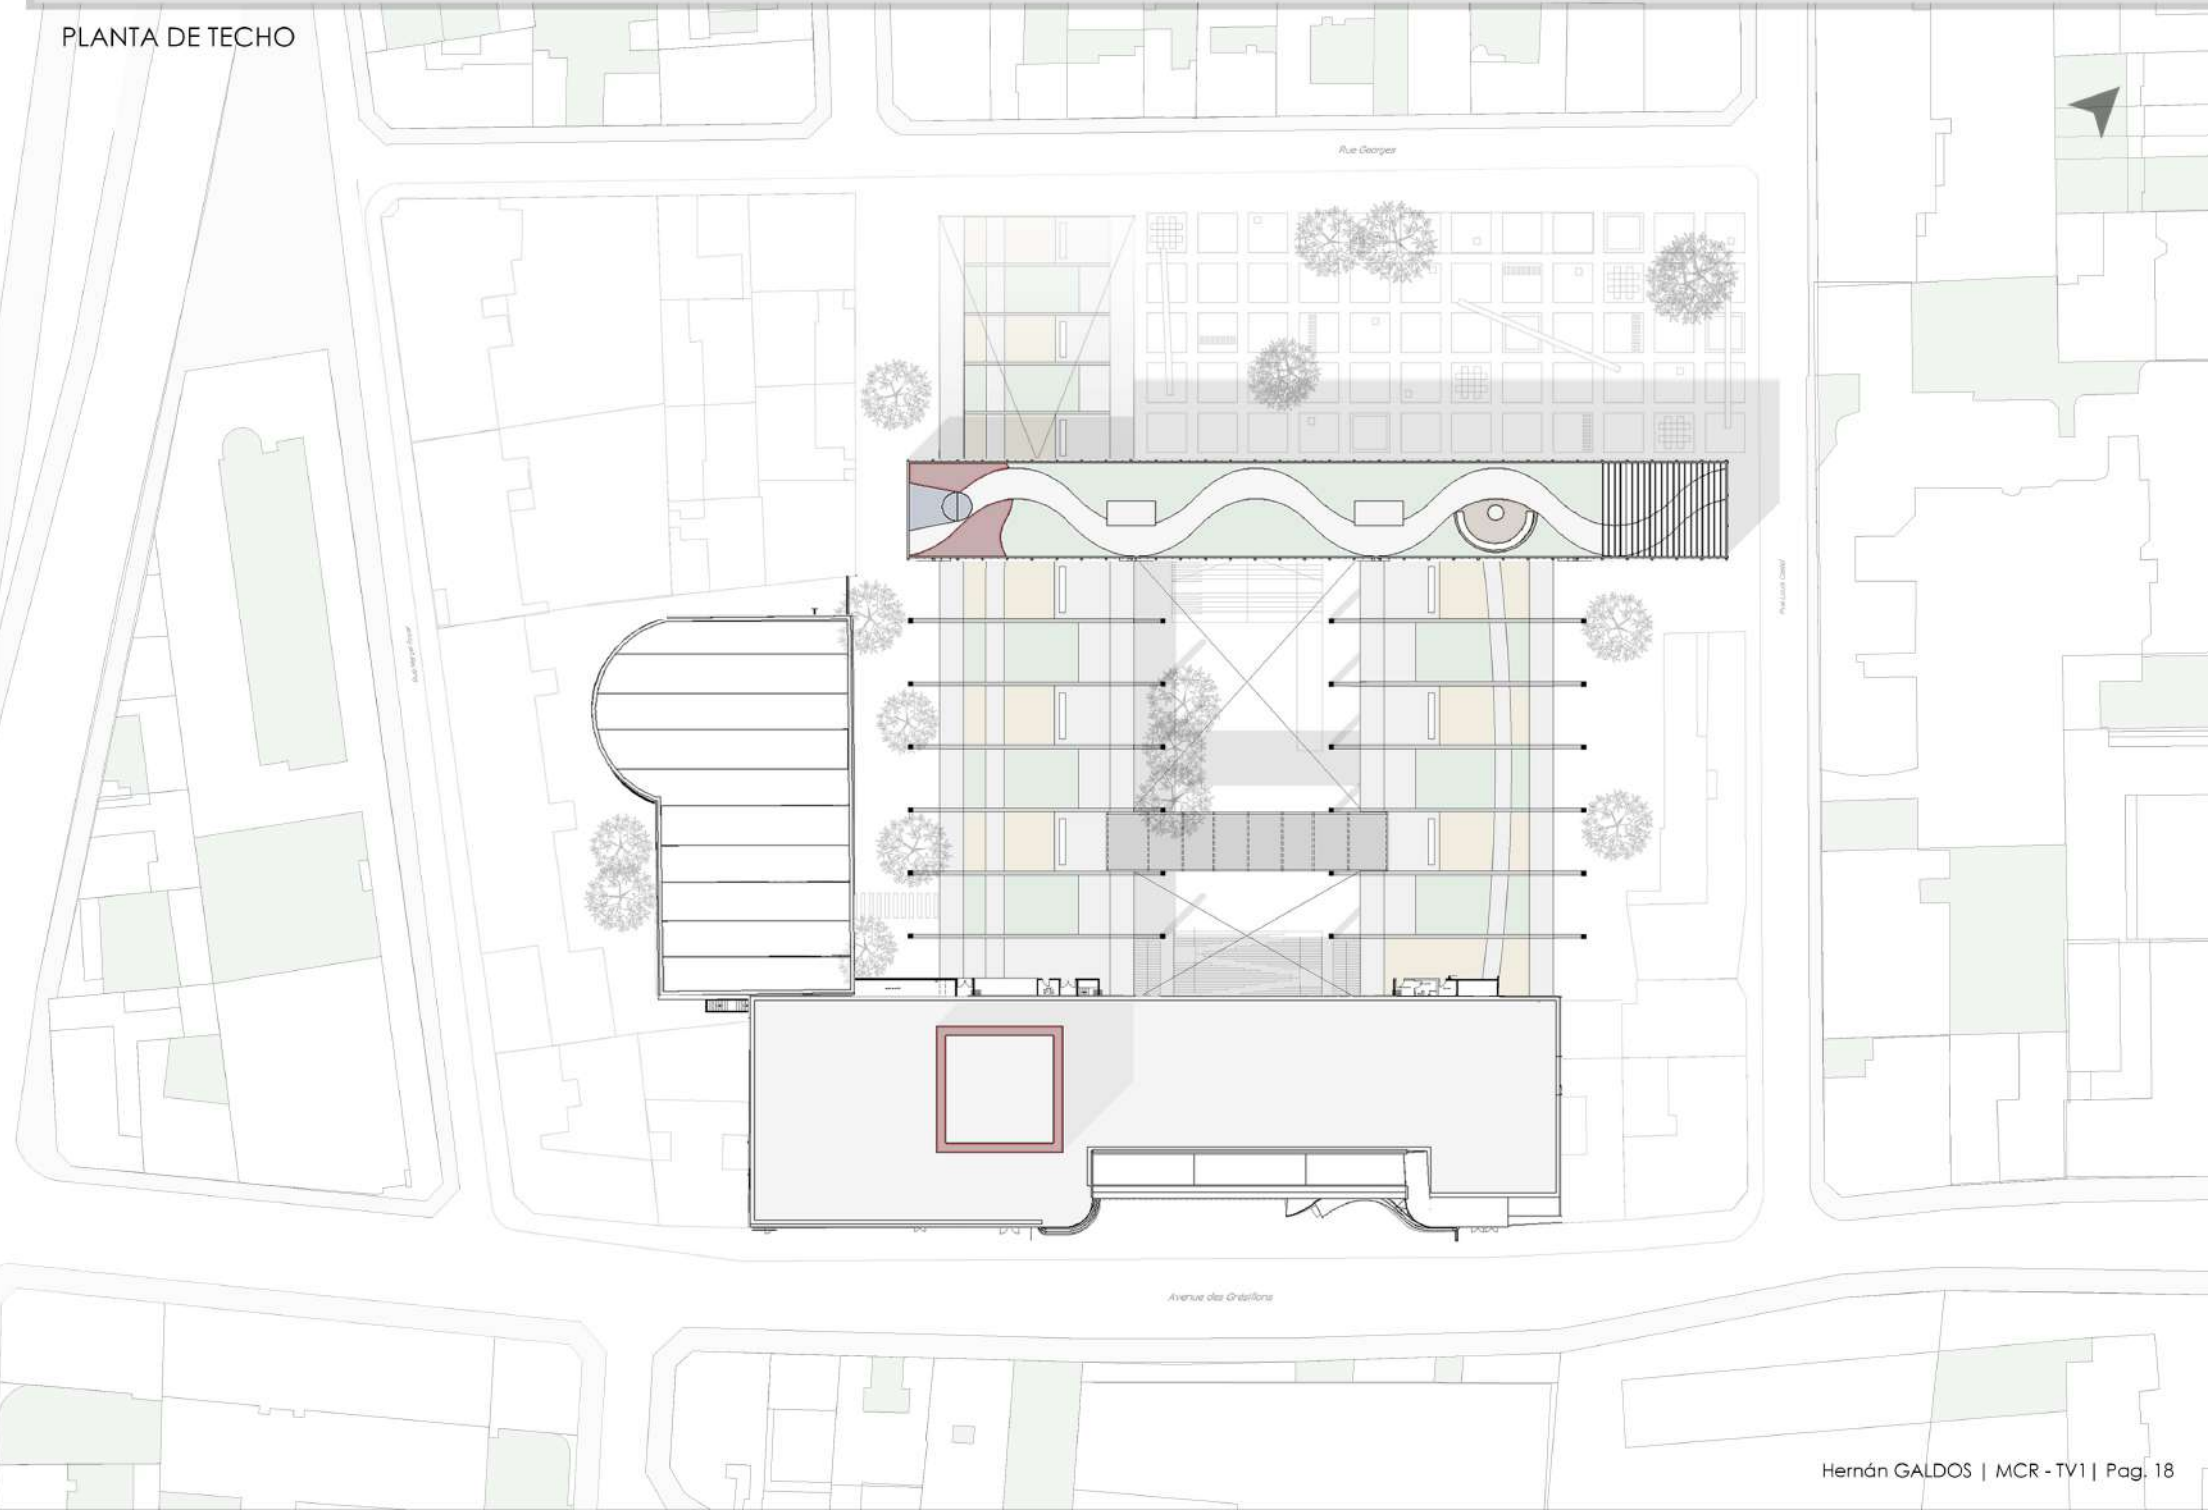 PLANTA DE TECHO
Rue Georges
Avenue des Grésillons
Hernán GALDOS | MCR - TV1 | Pag. 18